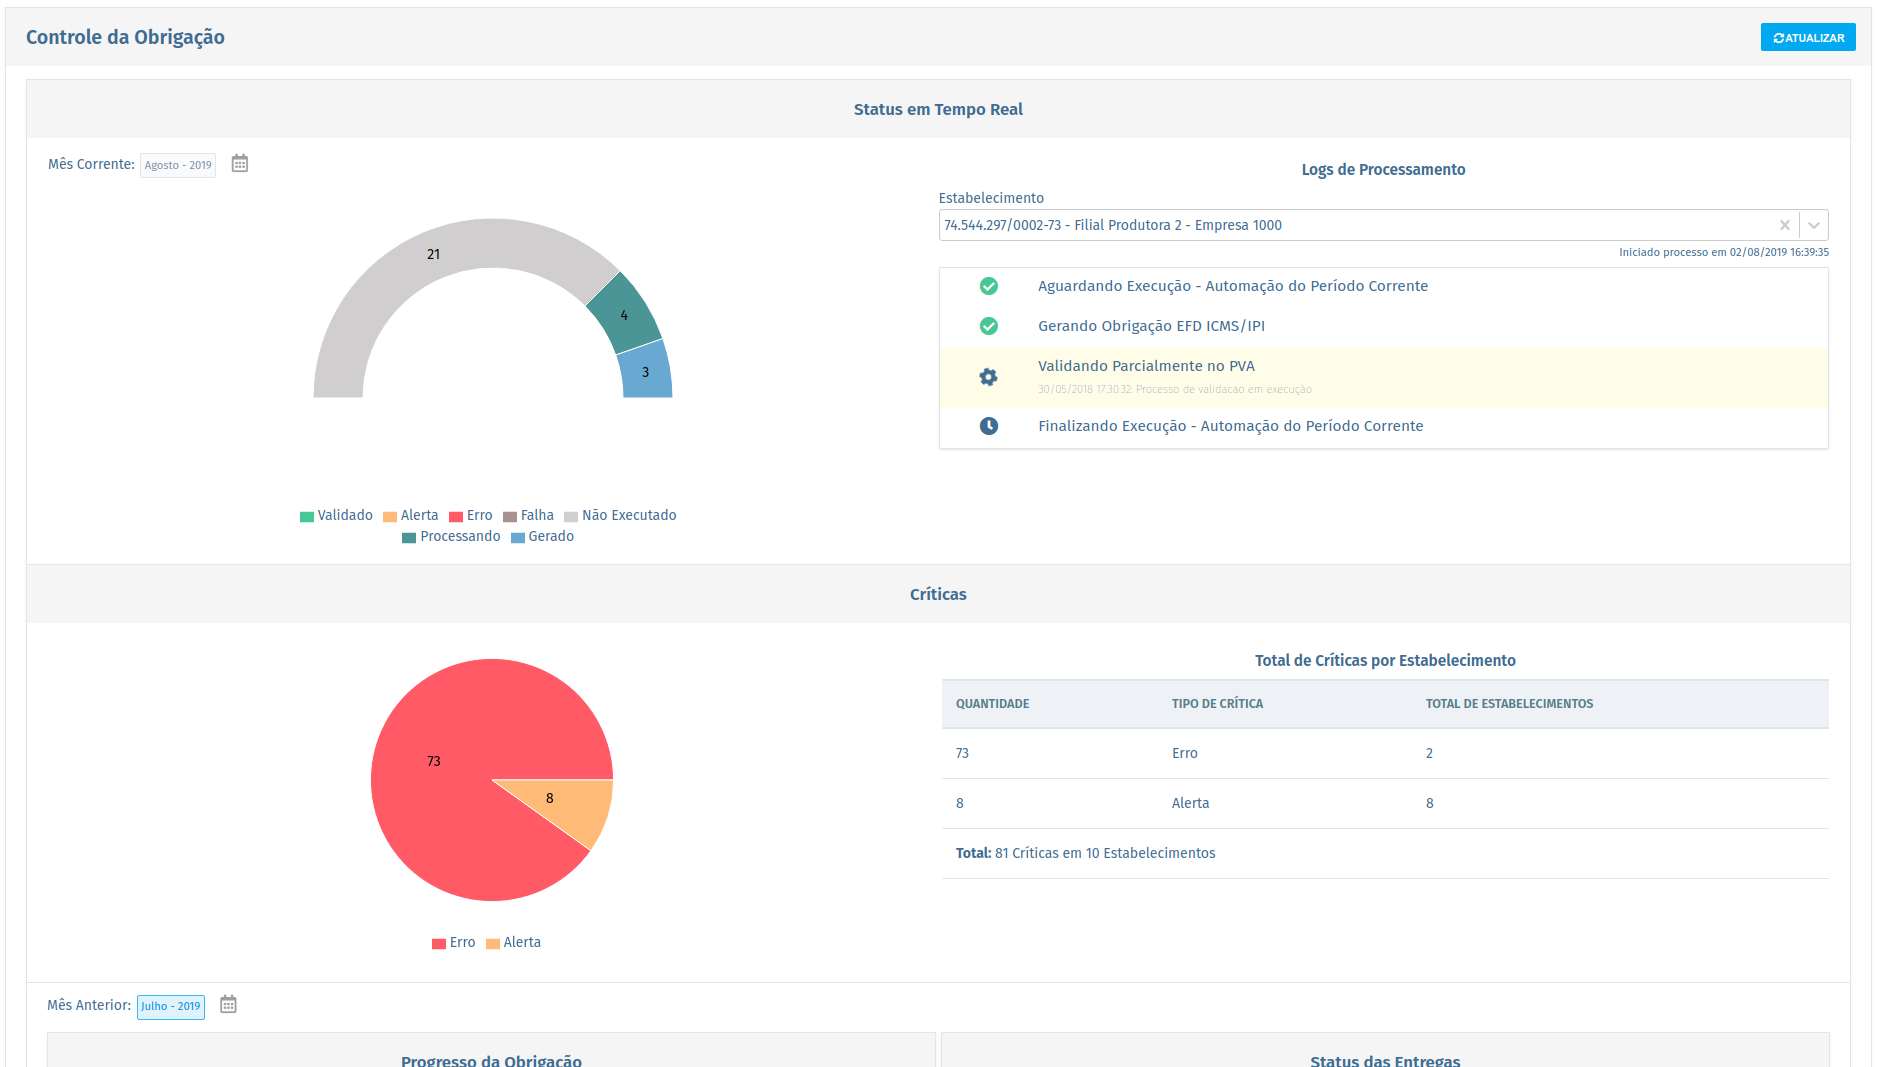 Controle da Obrigação
ATUALIZAR
Status em Tempo Real
Mês Corrente: Agosto - 2019
21
4
3
Validado Alerta Erro Falha Não Executado
Processando Gerado
Logs de Processamento
Estabelecimento
74.544.297/0002-73 - Filial Produtora 2 - Empresa 1000
Iniciado processo em 02/08/2019 16:39:35
Aguardando Execução - Automação do Período Corrente
Gerando Obrigação EFD ICMS/IPI
Validando Parcialmente no PVA
30/05/2018 17:30:32: Processo de validacao em execução
Finalizando Execução - Automação do Período Corrente
Críticas
73
8
Erro Alerta
Total de Críticas por Estabelecimento
QUANTIDADE TIPO DE CRÍTICA TOTAL DE ESTABELECIMENTOS
73 Erro 2
8 Alerta 8
Total: 81 Críticas em 10 Estabelecimentos
Mês Anterior: Julho - 2019
Progresso da Obrigação
Status das Entregas